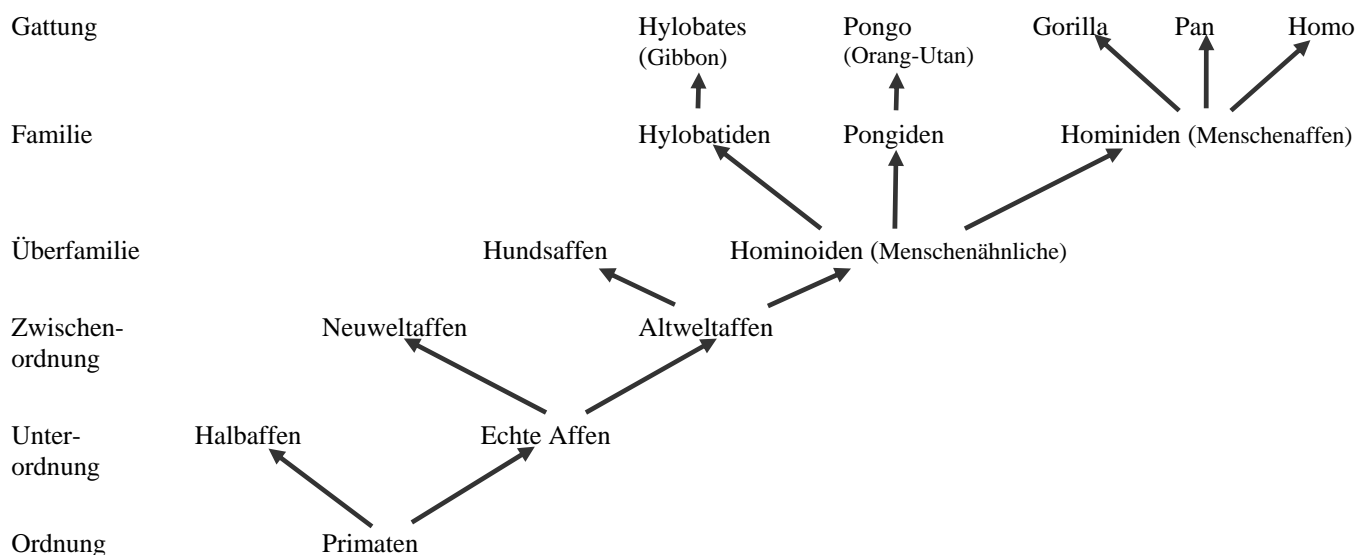 Gattung Hylobates Pongo Gorilla Pan Homo
(Gibbon) (Orang-Utan)
Familie Hylobatiden Pongiden Hominiden (Menschenaffen)
Überfamilie Hundsaffen Hominoiden (Menschenähnliche)
Zwischen- Neuweltaffen Altweltaffen
ordnung
Unter- Halbaffen Echte Affen
ordnung
Ordnung Primaten